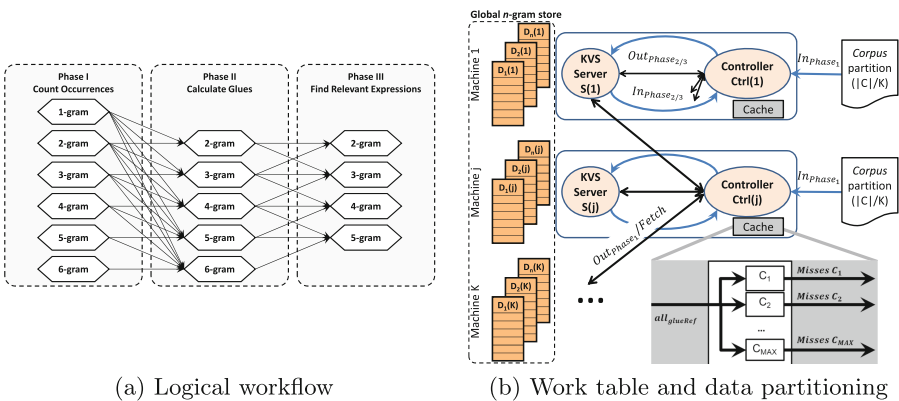 Phase I
Count Occurrences
1-gram
2-gram
3-gram
4-gram
5-gram
6-gram
Phase II
Calculate Glues
2-gram
3-gram
4-gram
5-gram
6-gram
Phase III
Find Relevant Expressions
2-gram
3-gram
4-gram
5-gram
(a) Logical workflow
Global n-gram store
Machine 1
Dn(1)
D2(1)
D1(1)
KVS
Server
S(1)
OutPhase2/3
InPhase2/3
Controller
Ctrl(1)
Cache
InPhase1
Corpus
partition
(|C|/K)
Machine j
Dn(j)
D2(j)
D1(j)
KVS
Server
S(j)
Controller
Ctrl(j)
Cache
InPhase1
Corpus
partition
(|C|/K)
OutPhase1/Fetch
Machine K
Dn(K)
D2(K)
D1(K)
...
allglueRef
C1
Misses C1
C2
Misses C2
...
CMAX
Misses CMAX
(b) Work table and data partitioning